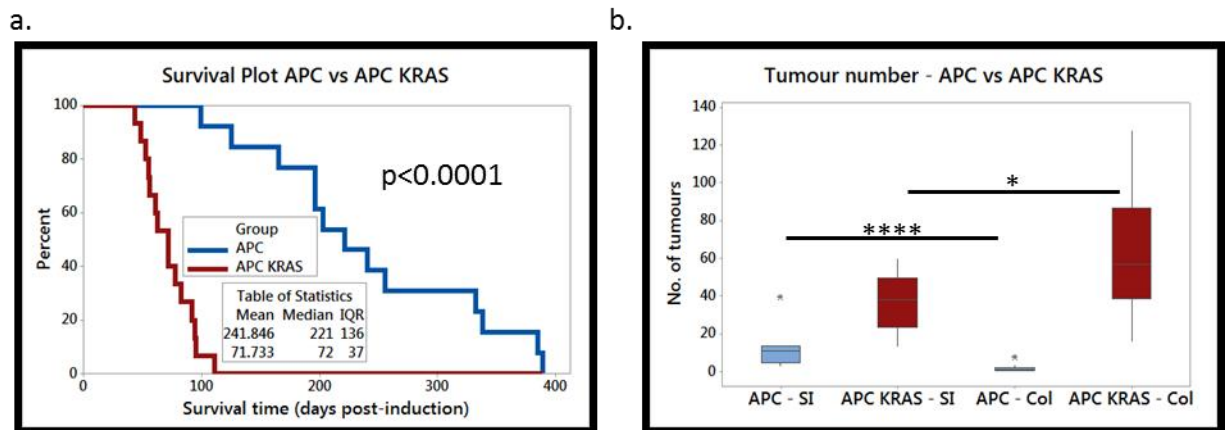 a.
Survival Plot APC vs APC KRAS
100
80
60
40
20
0
Percent
p<0.0001
Group
APC
APC KRAS
Table of Statistics
Mean Median IQR
241.846 221 136
71.733 72 37
0 100 200 300 400
Survival time (days post-induction)
b.
Tumour number - APC vs APC KRAS
140
120
100
80
60
40
20
0
No. of tumours
*
****
*
*
APC - SI APC KRAS - SI APC - Col APC KRAS - Col